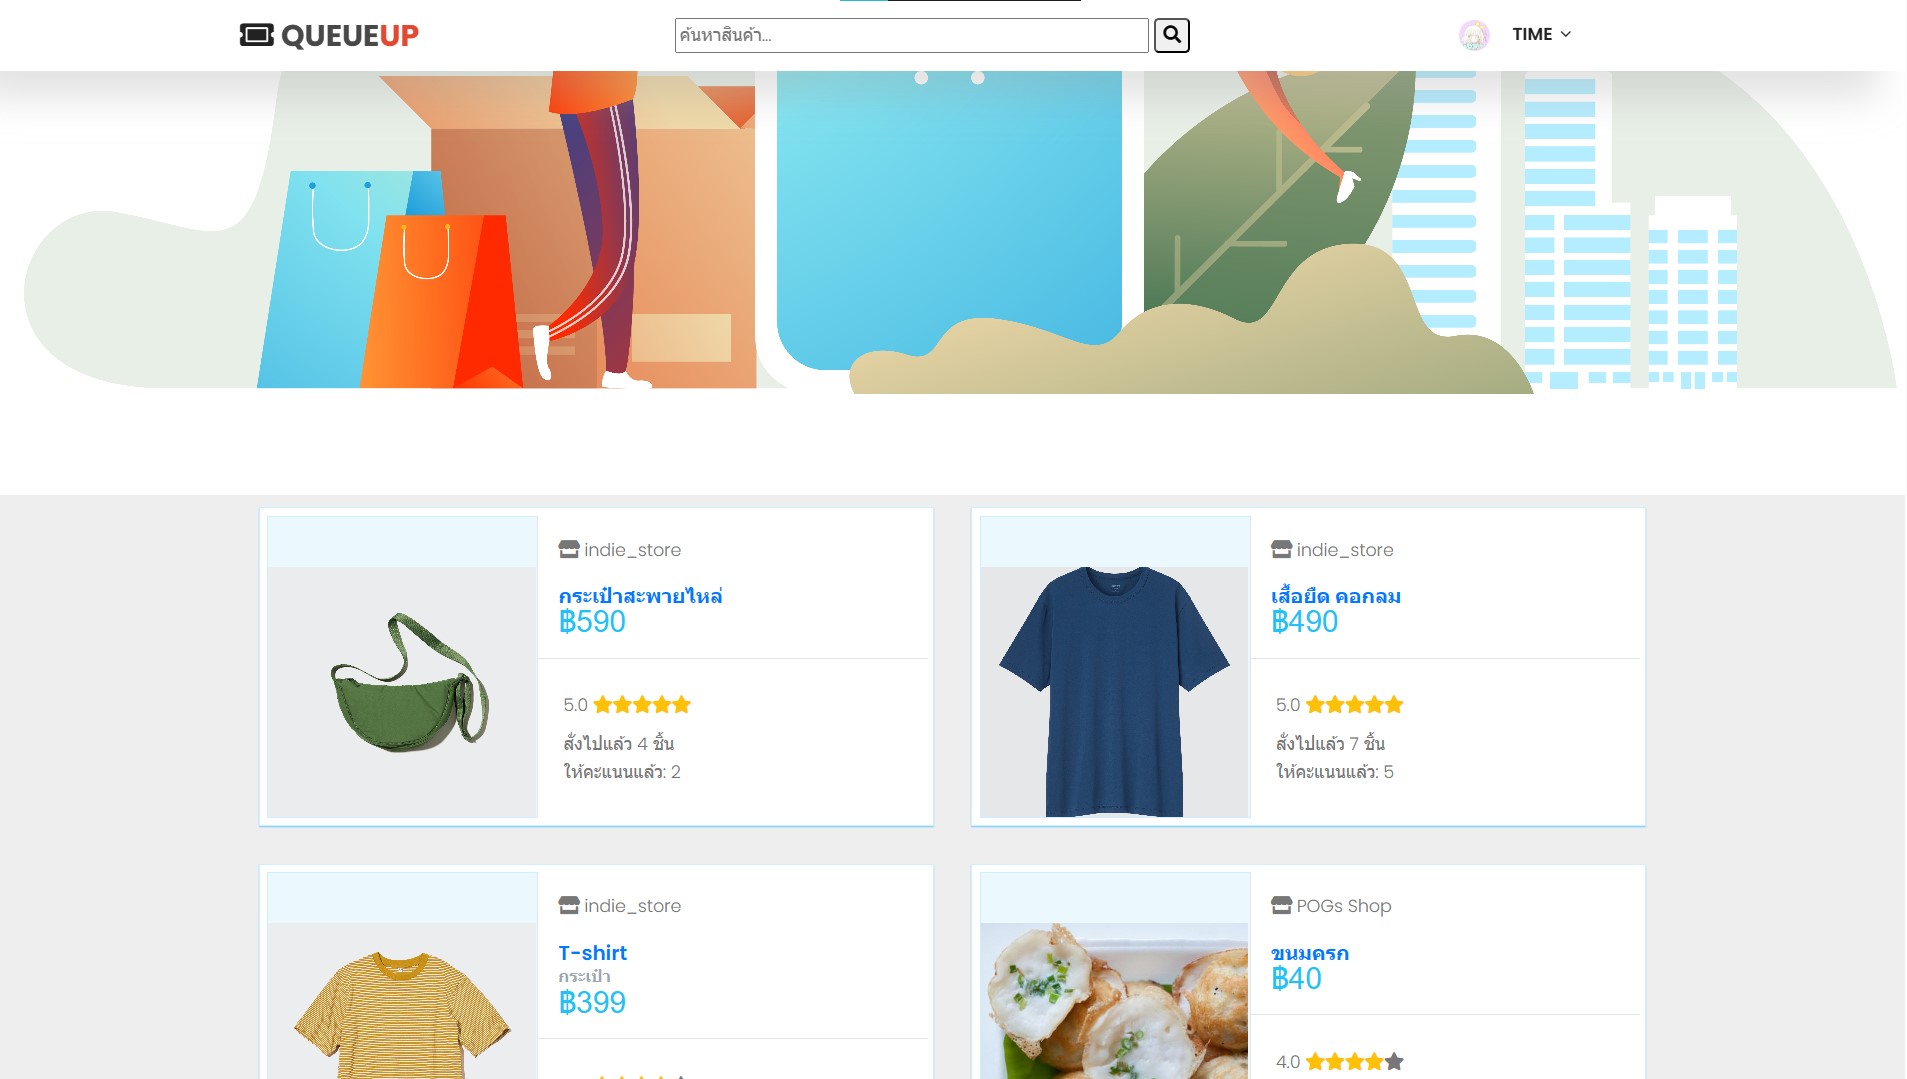 QUEUEUP
ค้นหาสินค้า...
TIME
indie_store
กระเป๋าสะพายไหล่
฿590
5.0
สั่งไปแล้ว 4 ชิ้น
ให้คะแนนแล้ว: 2
indie_store
เสื้อยืด คอกลม
฿490
5.0
สั่งไปแล้ว 7 ชิ้น
ให้คะแนนแล้ว: 5
indie_store
T-shirt
กระเป๋า
฿399
POGs Shop
ขนมครก
฿40
4.0